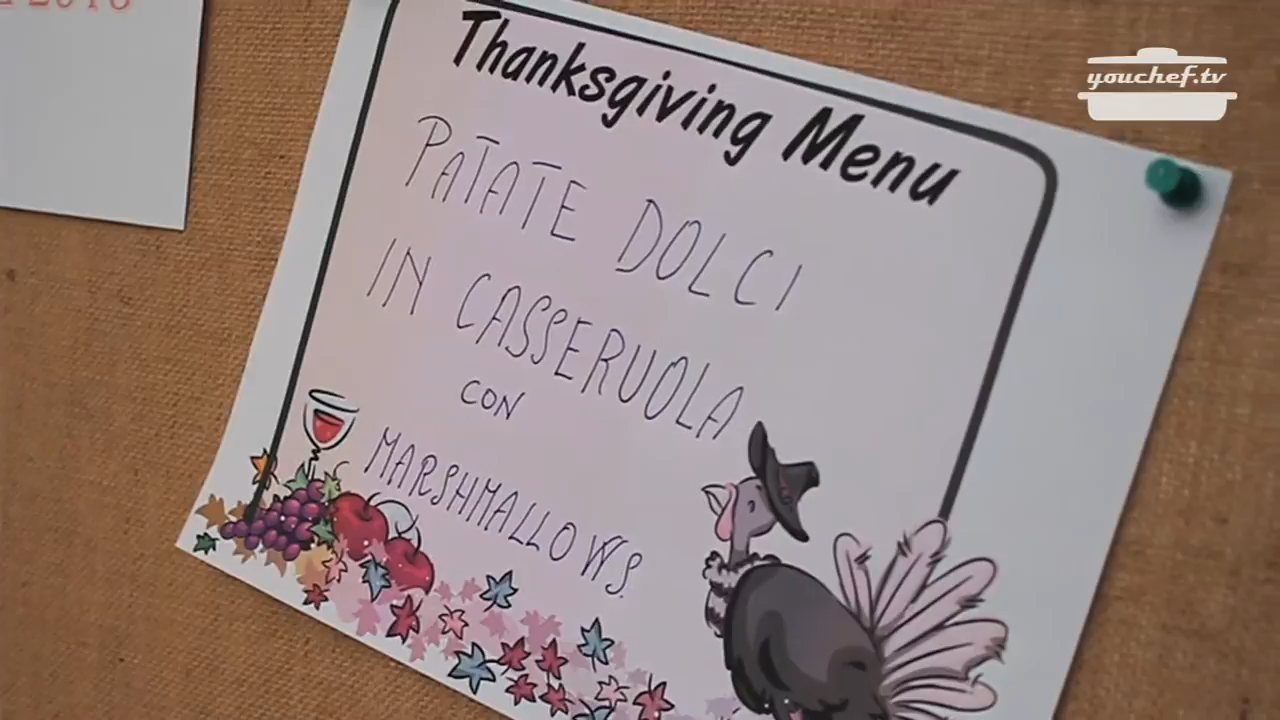 youchef.tv
Thanksgiving Menu
PATATE DOLCI
IN CASSERUOLA
CON
MARSHMALLOWS